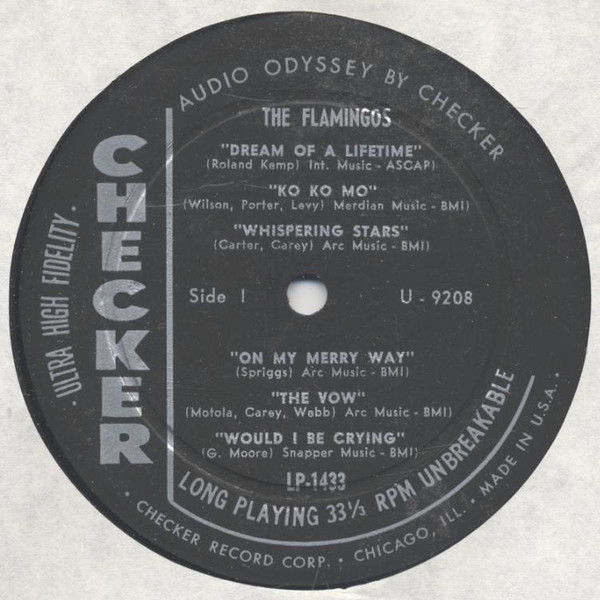 AUDIO ODYSSEY BY CHECKER
THE FLAMINGOS
"DREAM OF A LIFETIME"
(Roland Kemp) Int. Music - ASCAP)
"KO KO MO"
(Wilson, Porter, Levy) Merdian Music - BMI)
"WHISPERING STARS"
(Carter, Carey) Arc Music - BMI)
Side 1
U - 9208
"ON MY MERRY WAY"
(Spriggs) Arc Music - BMI)
"THE VOW"
(Motola, Carey, Webb) Arc Music - BMI)
"WOULD I BE CRYING"
(G. Moore) Snapper Music - BMI)
LP-1433
LONG PLAYING 33⅓ RPM UNBREAKABLE
CHECKER
• ULTRA HIGH FIDELITY •
• CHECKER RECORD CORP. • CHICAGO, ILL. • MADE IN U.S.A. •